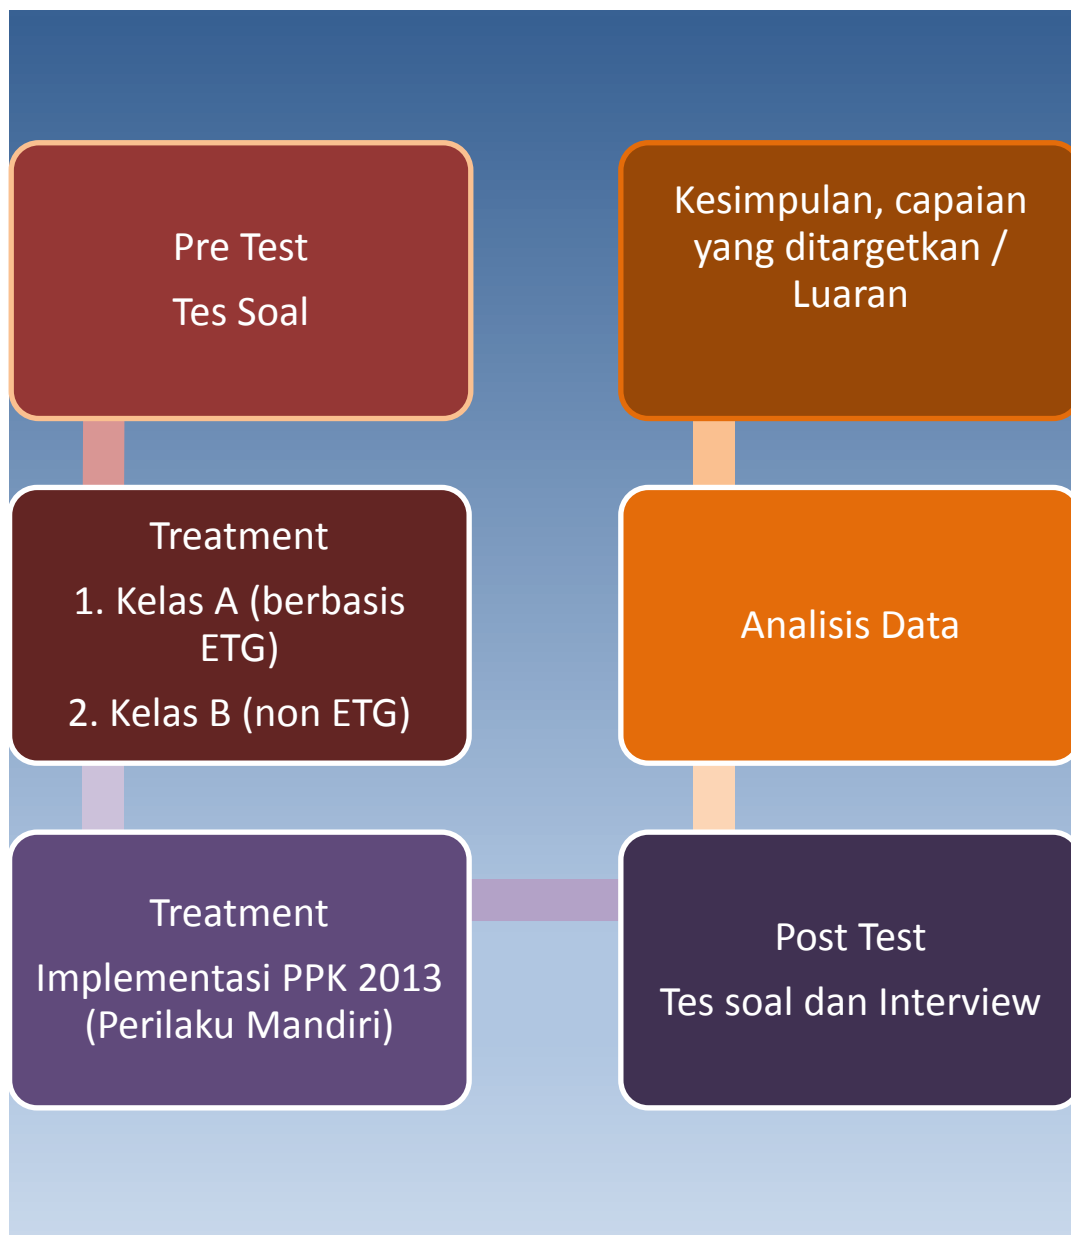 Pre Test
Tes Soal
Treatment
1. Kelas A (berbasis
ETG)
2. Kelas B (non ETG)
Treatment
Implementasi PPK 2013
(Perilaku Mandiri)
Post Test
Tes soal dan Interview
Analisis Data
Kesimpulan, capaian
yang ditargetkan /
Luaran